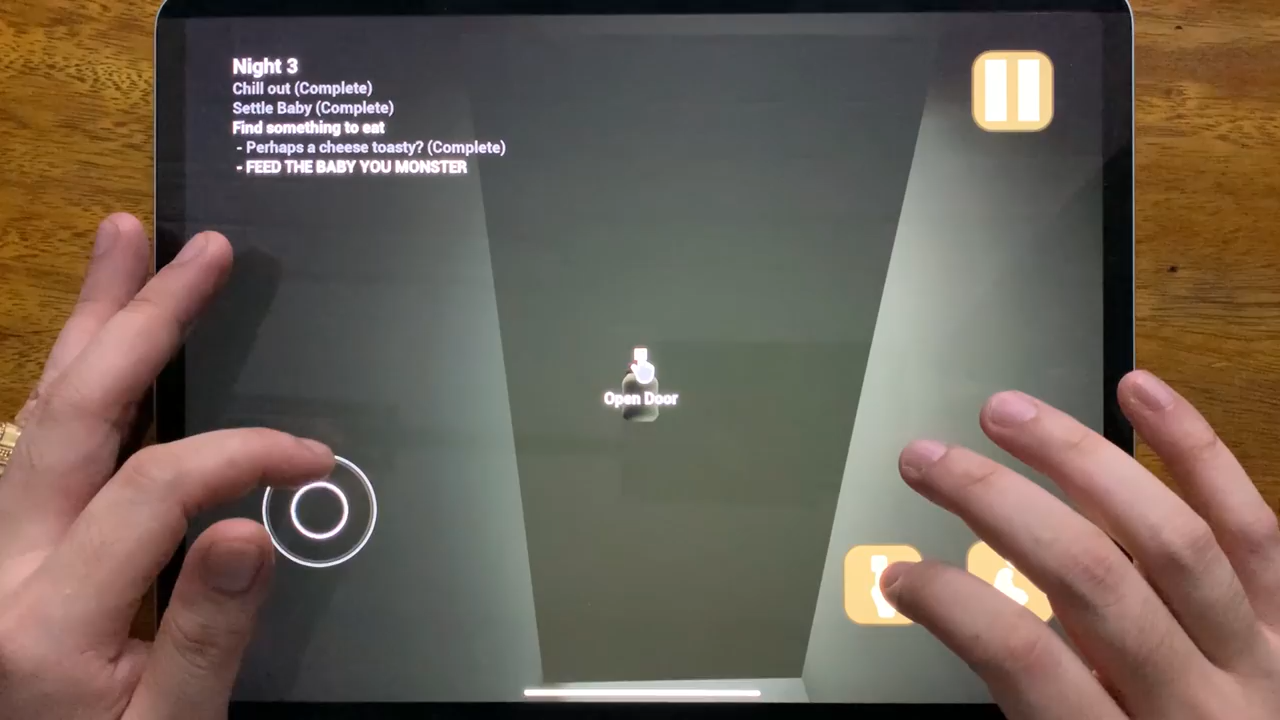 Night 3
Chill out (Complete)
Settle Baby (Complete)
Find something to eat
- Perhaps a cheese toasty? (Complete)
- FEED THE BABY YOU MONSTER
Open Door